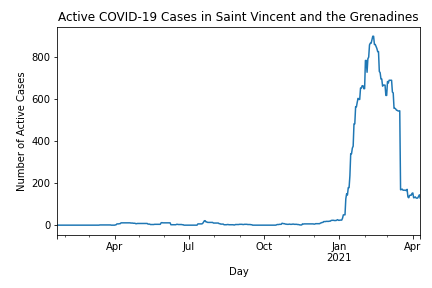 Active COVID-19 Cases in Saint Vincent and the Grenadines
Number of Active Cases
800
600
400
200
0
Apr
Jul
Oct
Jan
2021
Apr
Day